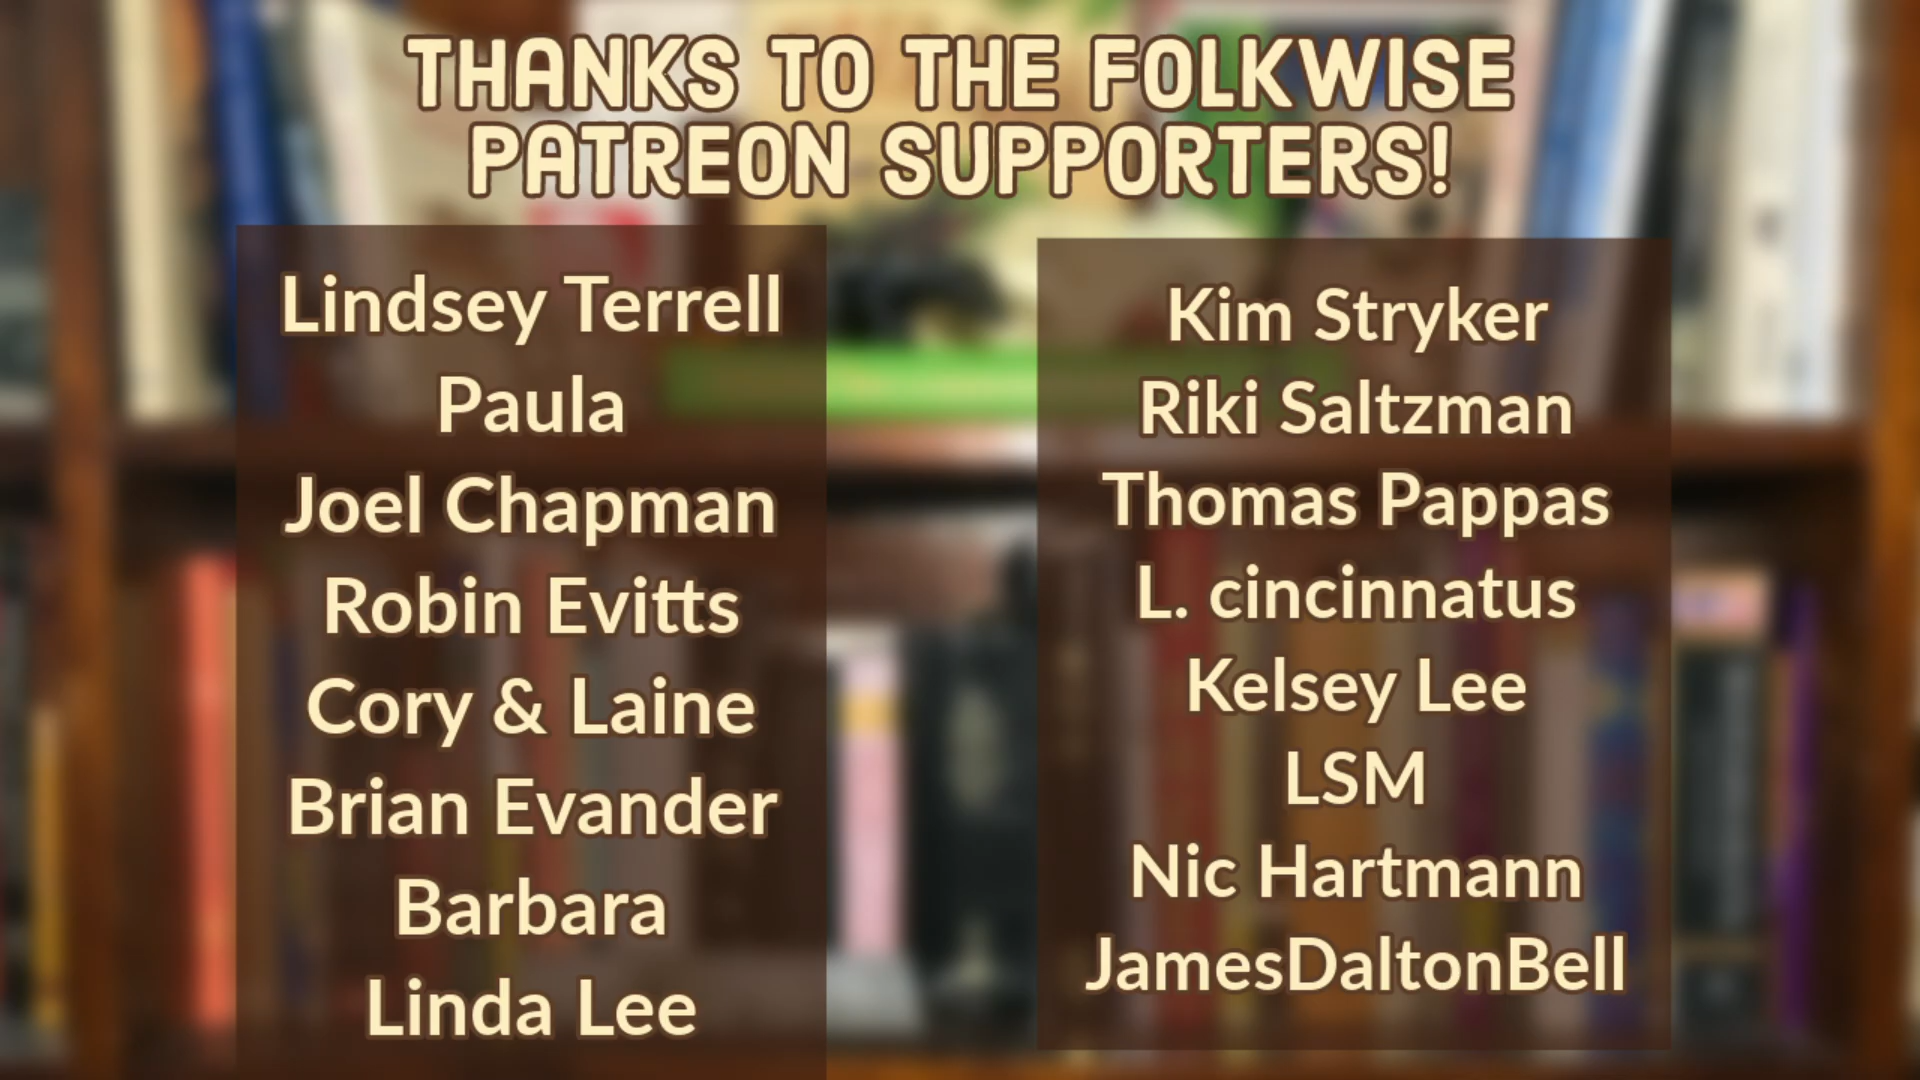 THANKS TO THE FOLKWISE
PATREON SUPPORTERS!
Lindsey Terrell
Paula
Joel Chapman
Robin Evitts
Cory & Laine
Brian Evander
Barbara
Linda Lee
Kim Stryker
Riki Saltzman
Thomas Pappas
L. cincinnatus
Kelsey Lee
LSM
Nic Hartmann
JamesDaltonBell